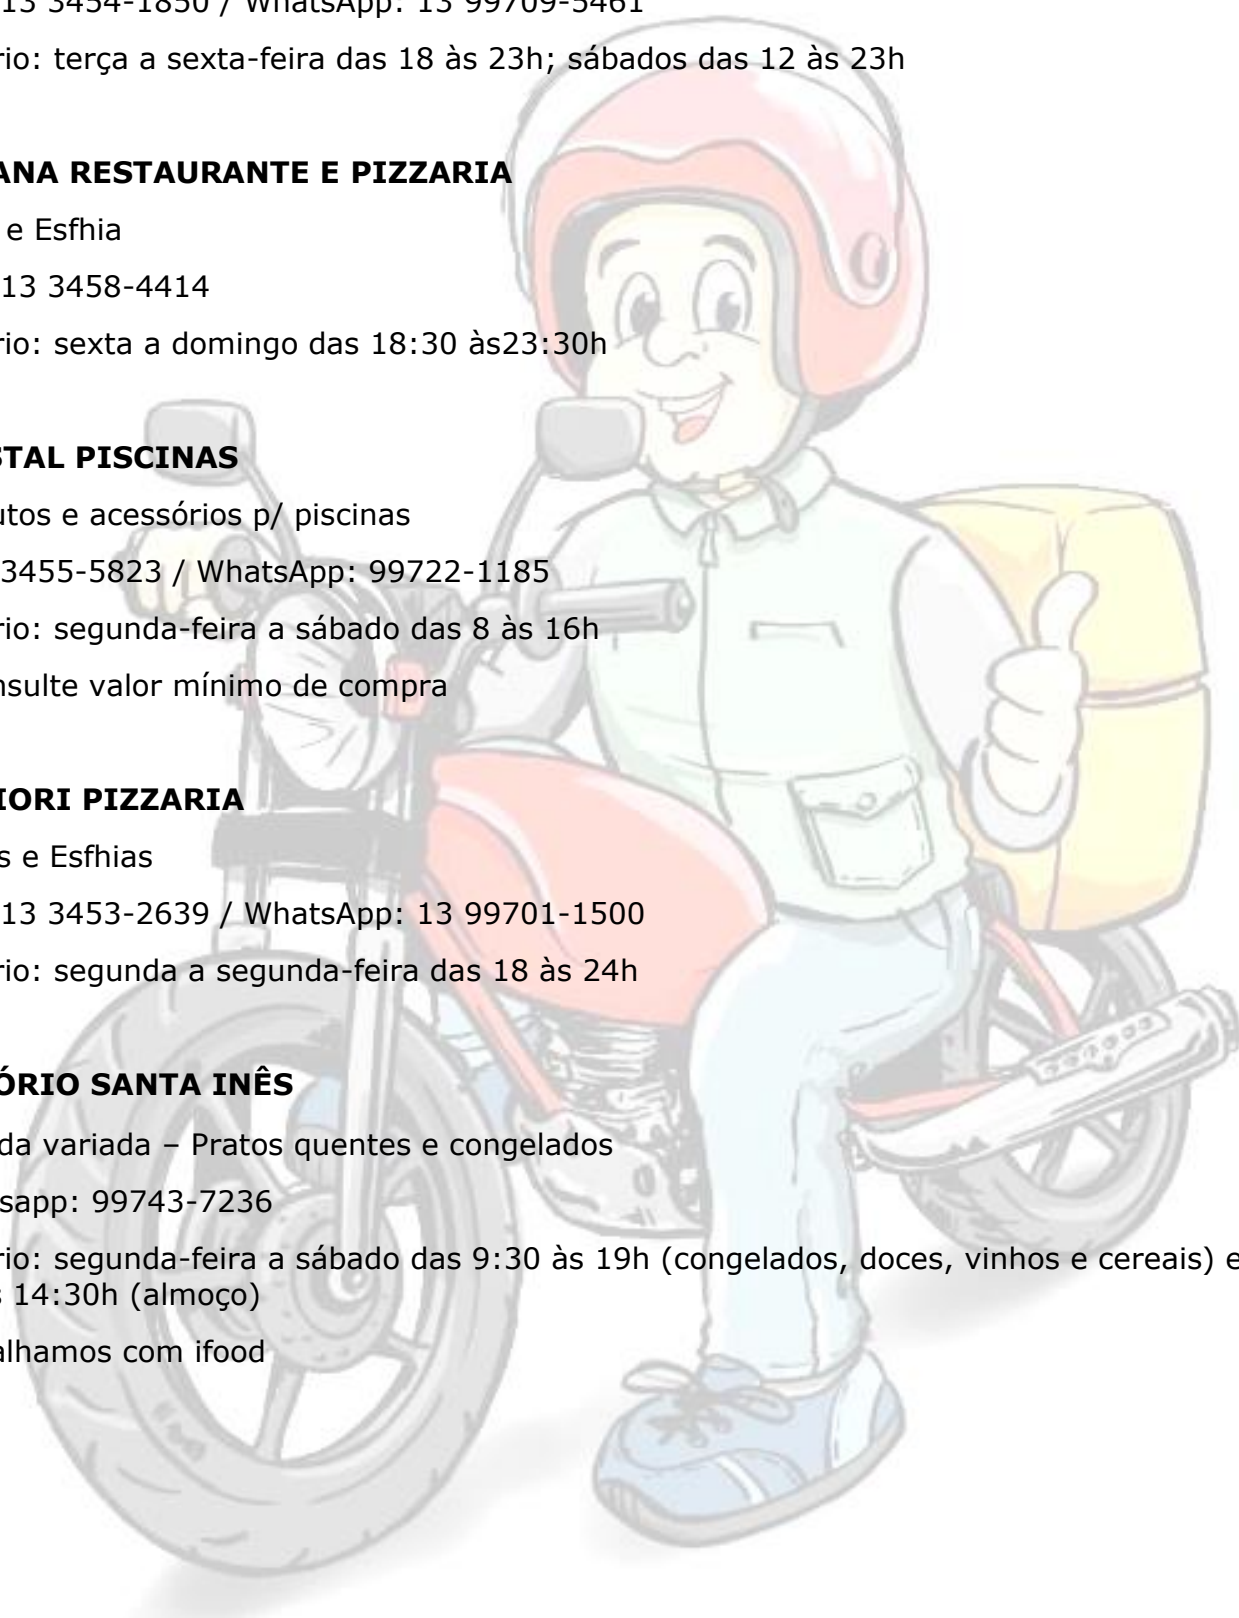 13 3454-1850 / WhatsApp: 13 99709-5461
rio: terça a sexta-feira das 18 às 23h; sábados das 12 às 23h
ANA RESTAURANTE E PIZZARIA
e Esfhia
13 3458-4414
rio: sexta a domingo das 18:30 às23:30h
STAL PISCINAS
utos e acessórios p/ piscinas
3455-5823 / WhatsApp: 99722-1185
rio: segunda-feira a sábado das 8 às 16h
nsulte valor mínimo de compra
IORI PIZZARIA
s e Esfhias
13 3453-2639 / WhatsApp: 13 99701-1500
rio: segunda a segunda-feira das 18 às 24h
ÓRIO SANTA INÊS
da variada – Pratos quentes e congelados
sapp: 99743-7236
rio: segunda-feira a sábado das 9:30 às 19h (congelados, doces, vinhos e cereais) e
s 14:30h (almoço)
alhamos com ifood